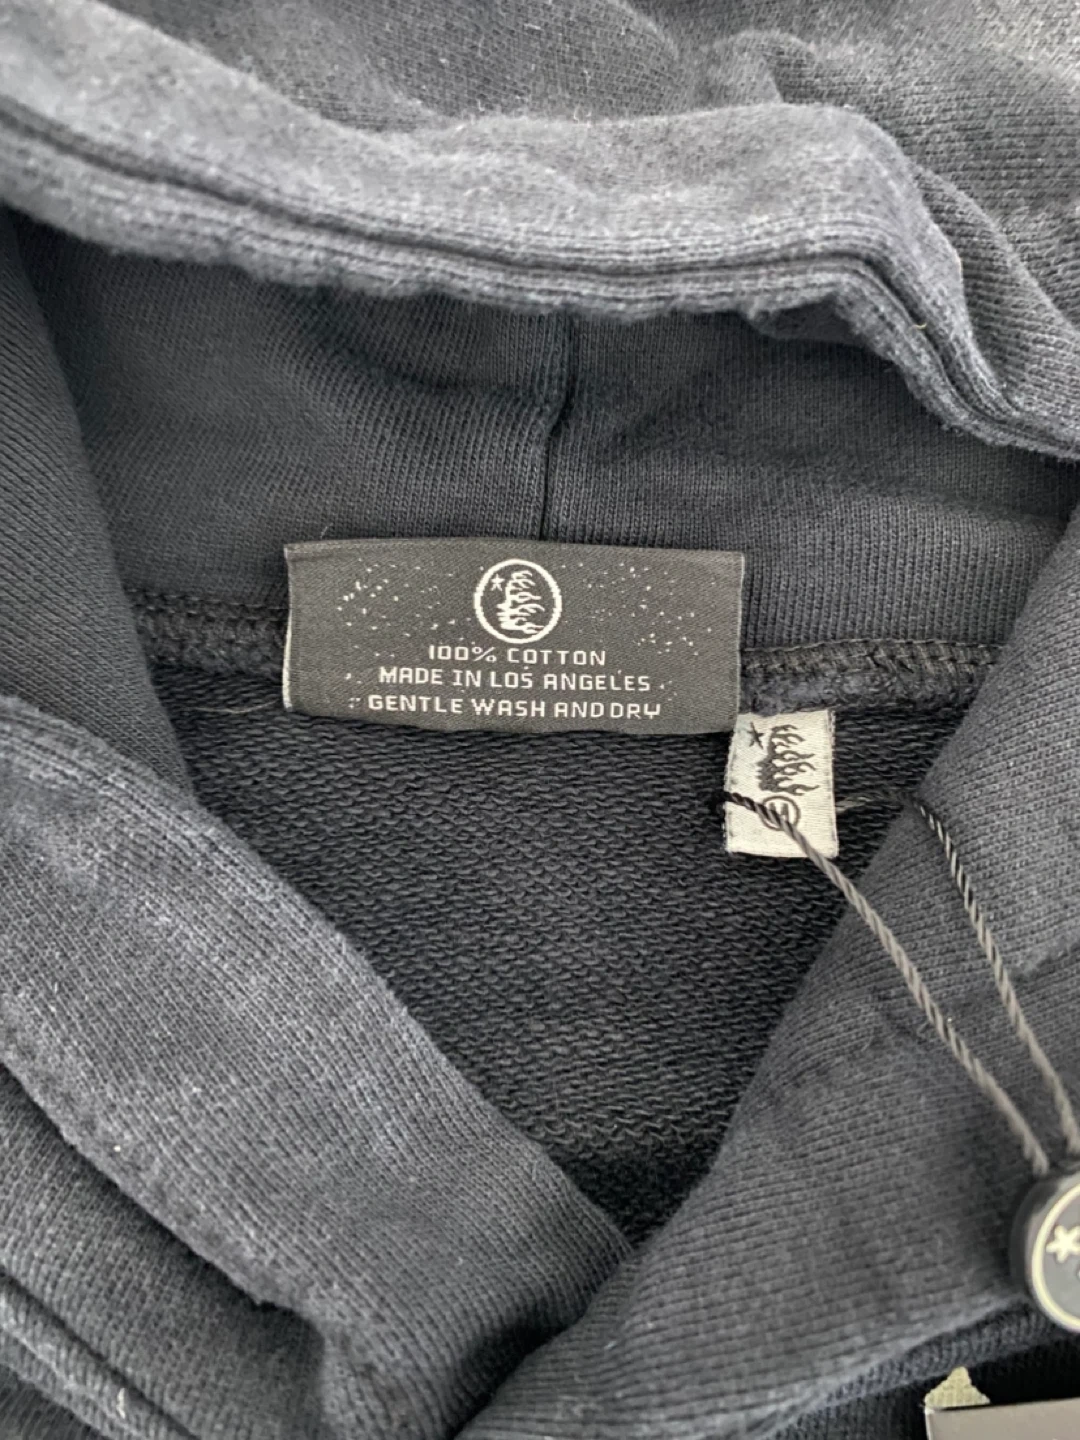 100% COTTON
MADE IN LOS ANGELES
GENTLE WASH AND DRY